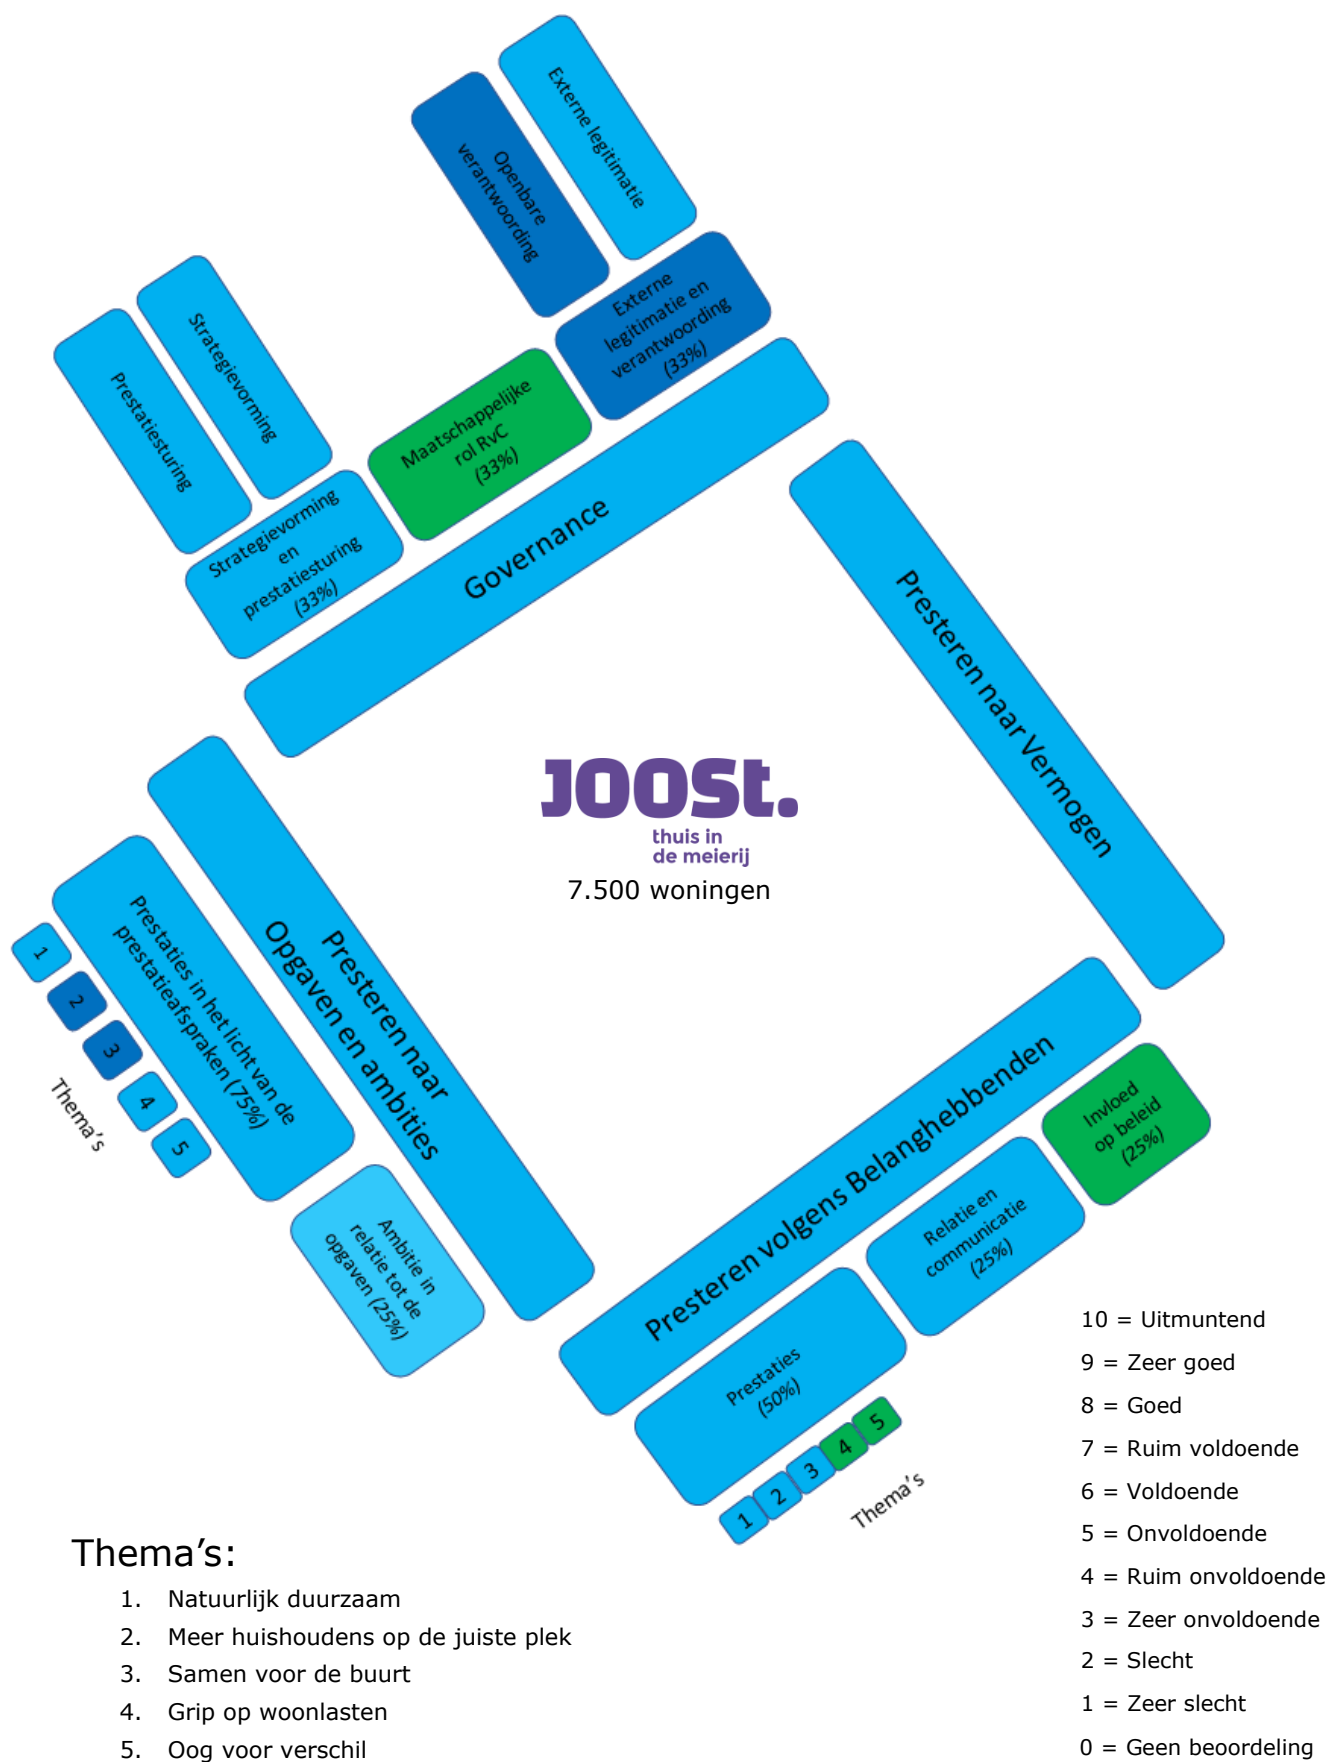 Externe legitimatie
Openbare
verantwoording
Externe
legitimatie en
verantwoording
(33%)
Strategievorming
Prestatiesturing
Maatschappelijke
rol RvC
(33%)
Strategievorming
en
prestatiesturing
(33%)
Governance
Presteren naar Vermogen
JOOST.
thuis in
de meierij
7.500 woningen
Presteren naar
Opgaven en ambities
Prestaties in het licht van de
prestatieafspraken (75%)
1
2
3
4
5
Thema's
Ambitie in
relatie tot de
opgaven (25%)
Presteren volgens Belanghebbenden
Invloed
op beleid
(25%)
Relatie en
communicatie
(25%)
Prestaties
(50%)
1
2
3
4
5
Thema's
10 = Uitmuntend
9 = Zeer goed
8 = Goed
7 = Ruim voldoende
6 = Voldoende
5 = Onvoldoende
4 = Ruim onvoldoende
3 = Zeer onvoldoende
2 = Slecht
1 = Zeer slecht
0 = Geen beoordeling
Thema's:
1. Natuurlijk duurzaam
2. Meer huishoudens op de juiste plek
3. Samen voor de buurt
4. Grip op woonlasten
5. Oog voor verschil